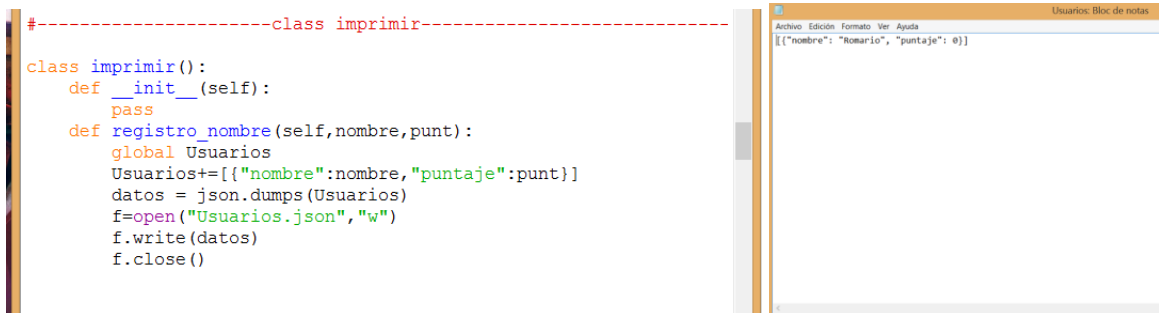 #----------------------class imprimir-----------------------------
class imprimir():
    def __init__(self):
        pass
    def registro_nombre(self,nombre,punt):
        global Usuarios
        Usuarios+=[{"nombre":nombre,"puntaje":punt}]
        datos = json.dumps(Usuarios)
        f=open("Usuarios.json","w")
        f.write(datos)
        f.close()
Usuarios: Bloc de notas
Archivo Edición Formato Ver Ayuda
[{"nombre": "Romario", "puntaje": 0}]